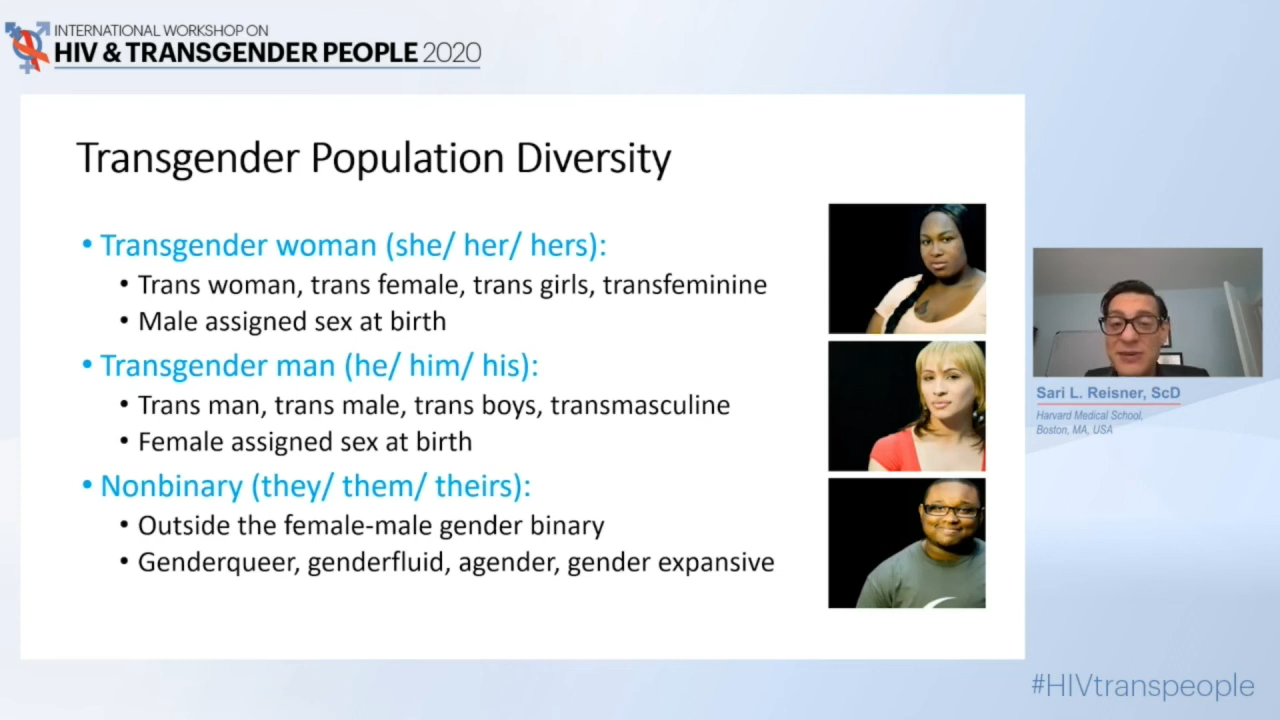 INTERNATIONAL WORKSHOP ON
HIV & TRANSGENDER PEOPLE 2020
Transgender Population Diversity
• Transgender woman (she/ her/ hers):
• Trans woman, trans female, trans girls, transfeminine
• Male assigned sex at birth
• Transgender man (he/ him/ his):
• Trans man, trans male, trans boys, transmasculine
• Female assigned sex at birth
• Nonbinary (they/ them/ theirs):
• Outside the female-male gender binary
• Genderqueer, genderfluid, agender, gender expansive
Sari L. Reisner, ScD
Harvard Medical School,
Boston, MA, USA
#HIVtranspeople